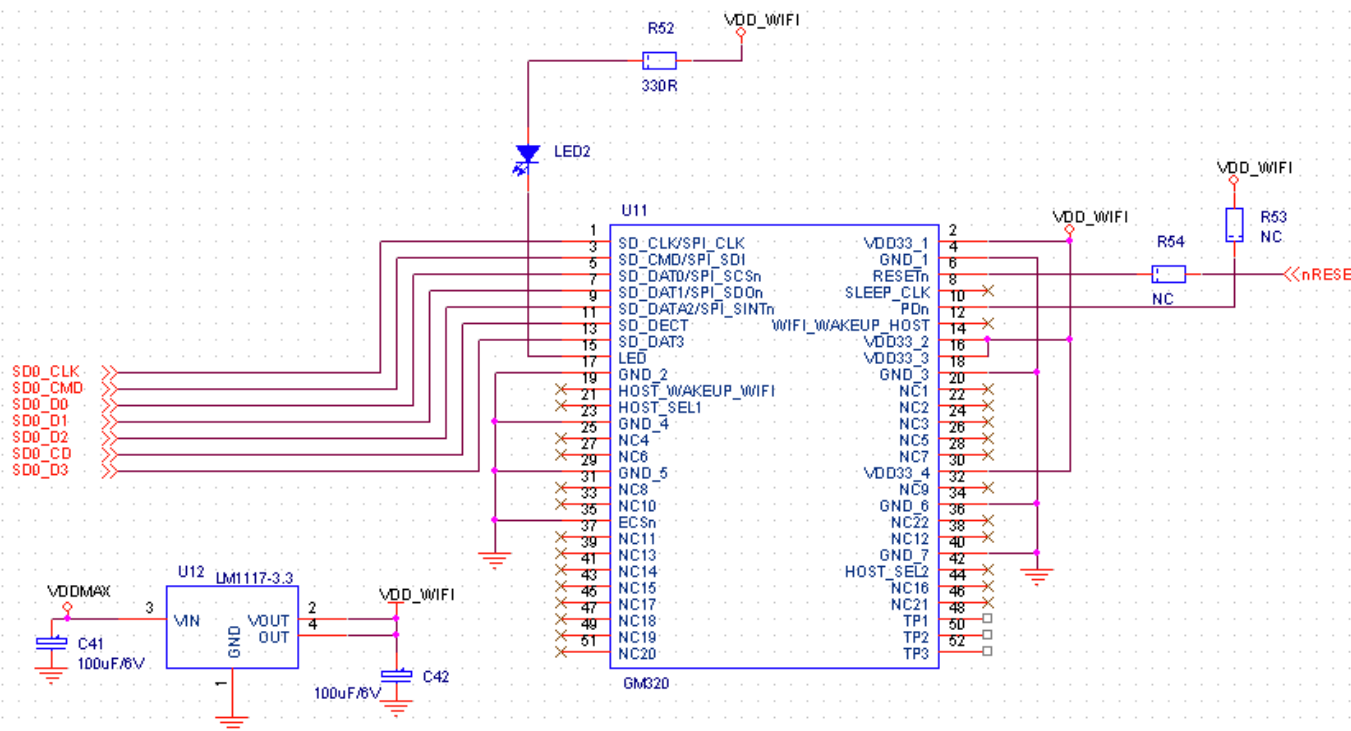 R52
VDD_WIFI
330R
LED2
VDD_WIFI
U11
VDD_WIFI
R53
NC
R54
NC
nRESE
1
3
5
7
9
11
13
15
17
19
21
23
25
27
29
31
33
35
37
39
41
43
45
47
49
51
SD_CLK/SPI_CLK
SD_CMD/SPI_SDI
SD_DAT0/SPI_SCSn
SD_DAT1/SPI_SDOn
SD_DATA2/SPI_SINTn
SD_DECT
SD_DAT3
LED
GND_2
HOST_WAKEUP_WIFI
HOST_SEL1
GND_4
NC4
NC6
GND_5
NC8
NC10
ECSn
NC11
NC13
NC14
NC15
NC17
NC18
NC19
NC20
VDD33_1
GND_1
RESETn
SLEEP_CLK
PDn
WIFI_WAKEUP_HOST
VDD33_2
VDD33_3
GND_3
NC1
NC2
NC3
NC5
NC7
VDD33_4
NC9
GND_6
NC22
NC12
GND_7
HOST_SEL2
NC16
NC21
TP1
TP2
TP3
2
4
6
8
10
12
14
16
18
20
22
24
26
28
30
32
34
36
38
40
42
44
46
48
50
52
GM320
SD0_CLK
SD0_CMD
SD0_D0
SD0_D1
SD0_D2
SD0_CD
SD0_D3
U12
LM1117-3.3
VDDMAX
3
VIN
VOUT
OUT
GND
2
4
1
VDD_WIFI
C41
100uF/6V
C42
100uF/6V